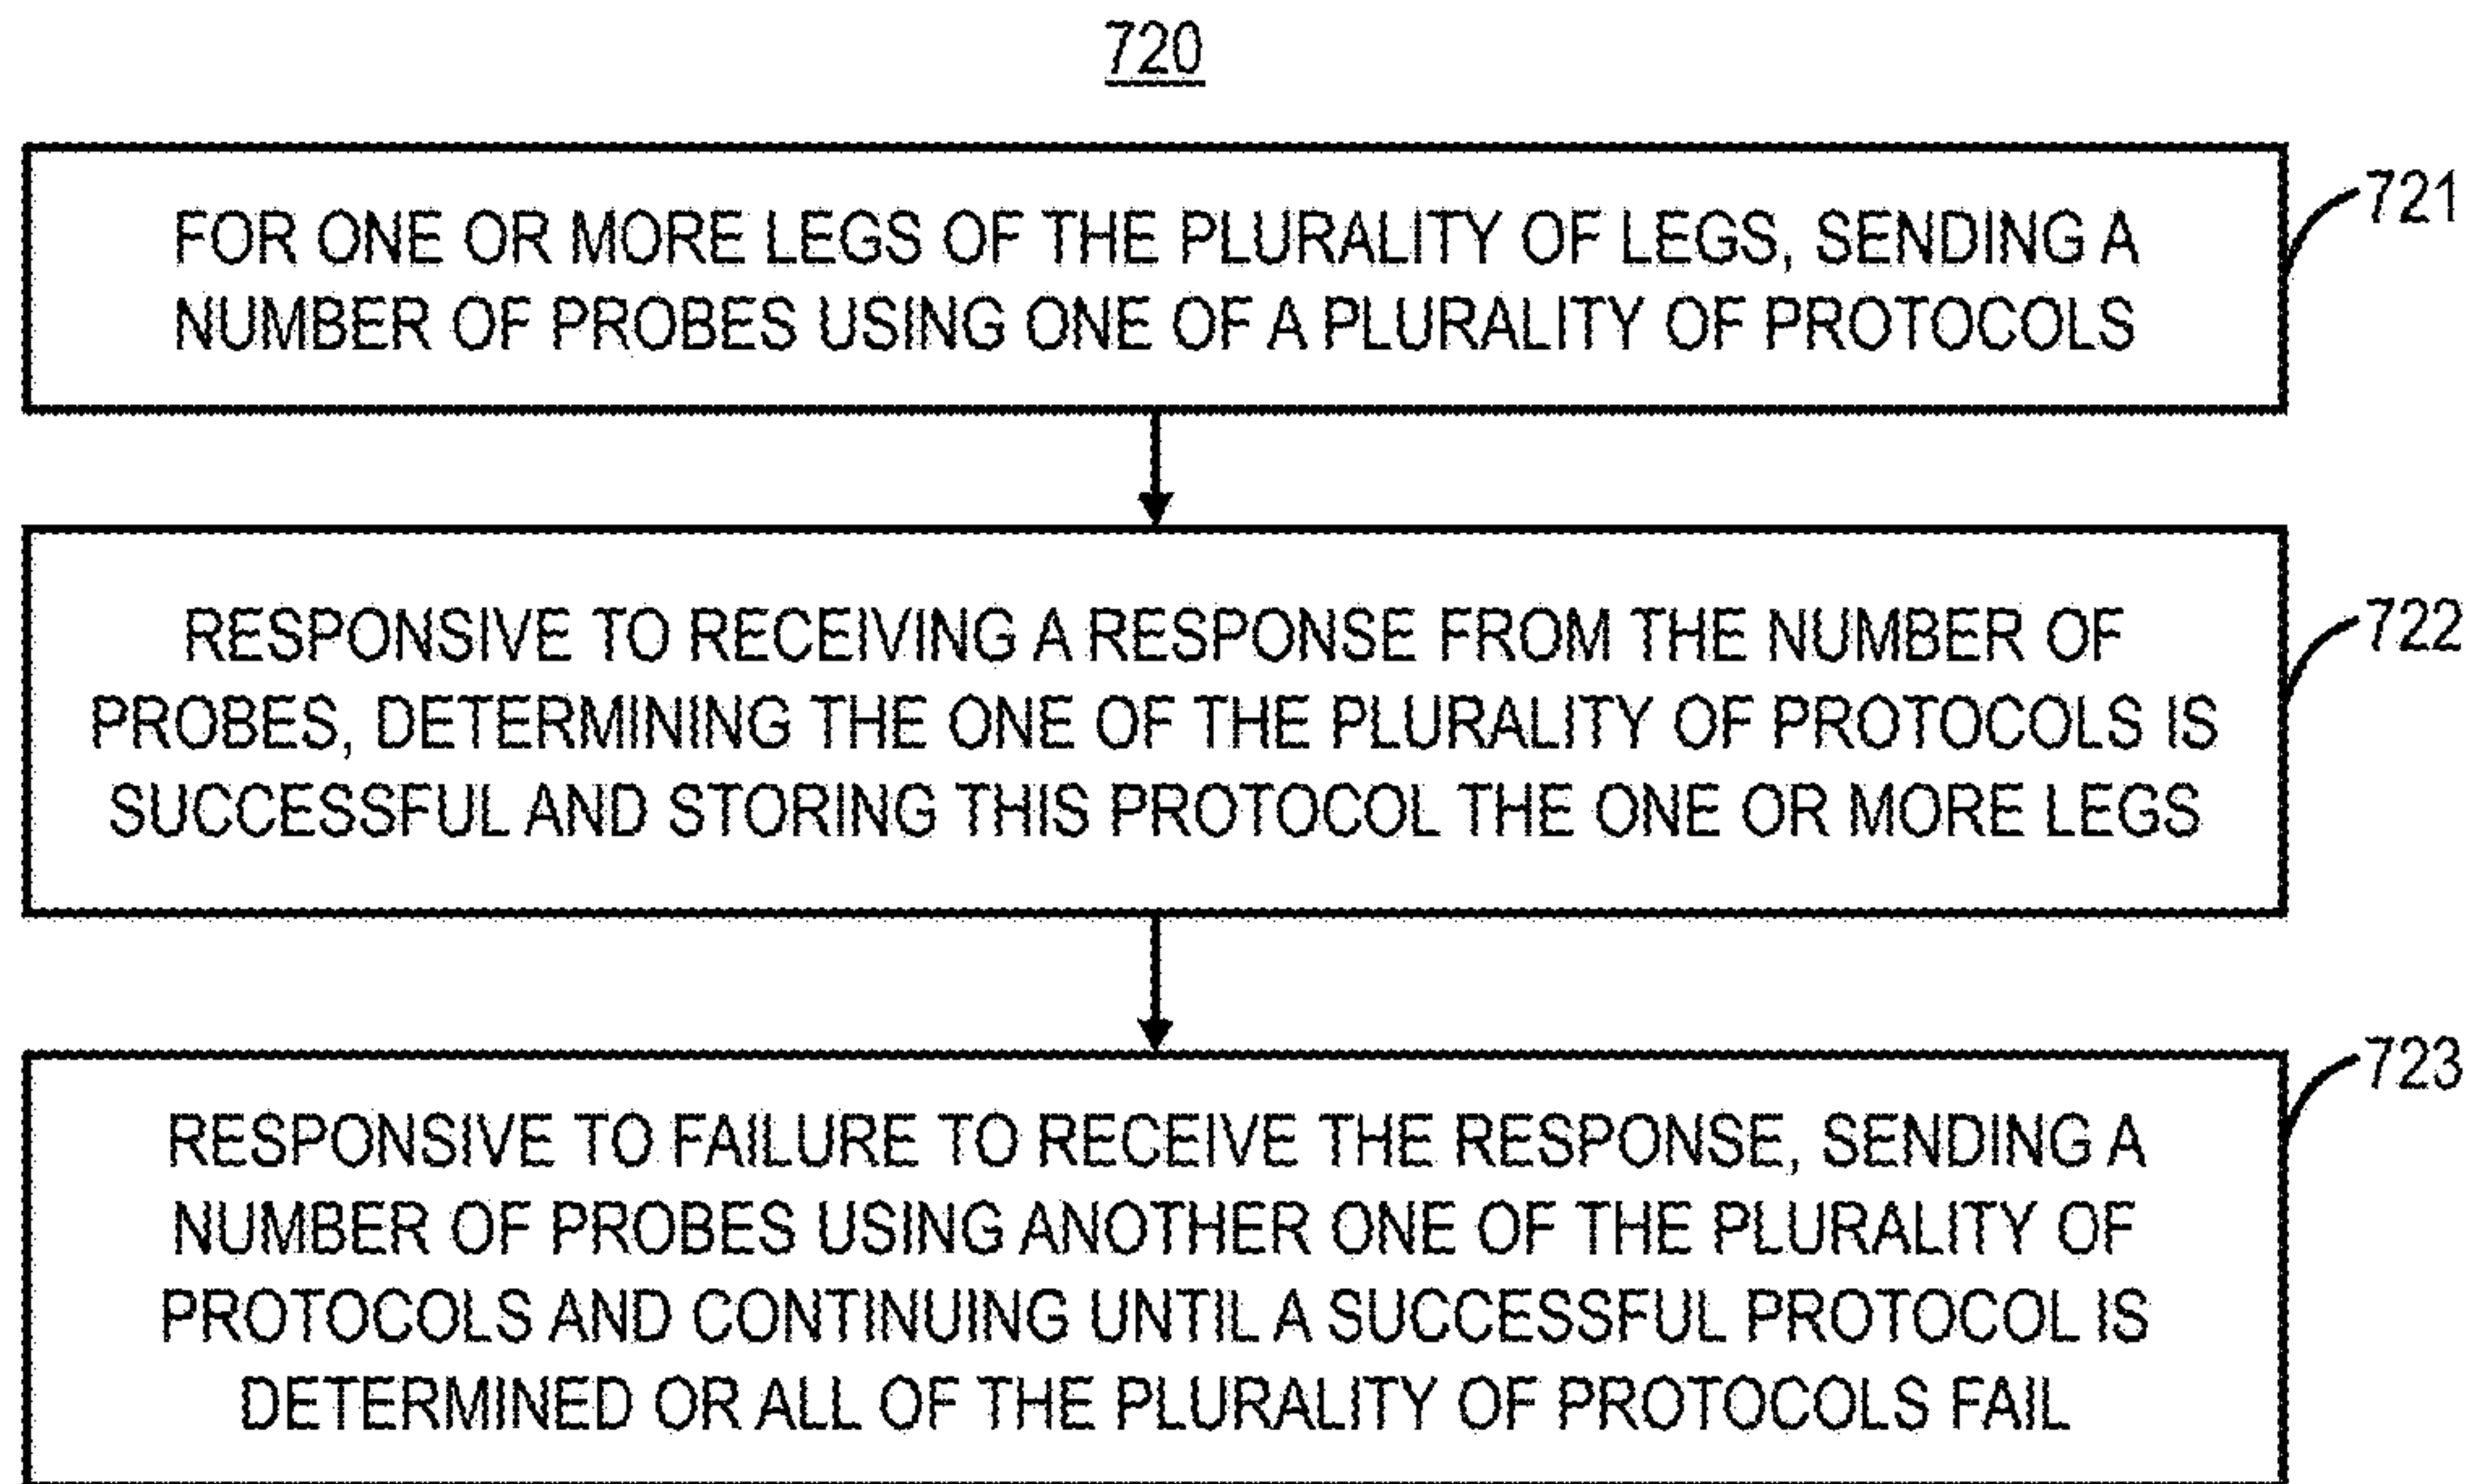 720
FOR ONE OR MORE LEGS OF THE PLURALITY OF LEGS, SENDING A
NUMBER OF PROBES USING ONE OF A PLURALITY OF PROTOCOLS
721
RESPONSIVE TO RECEIVING A RESPONSE FROM THE NUMBER OF
PROBES, DETERMINING THE ONE OF THE PLURALITY OF PROTOCOLS IS
SUCCESSFUL AND STORING THIS PROTOCOL THE ONE OR MORE LEGS
722
RESPONSIVE TO FAILURE TO RECEIVE THE RESPONSE, SENDING A
NUMBER OF PROBES USING ANOTHER ONE OF THE PLURALITY OF
PROTOCOLS AND CONTINUING UNTIL A SUCCESSFUL PROTOCOL IS
DETERMINED OR ALL OF THE PLURALITY OF PROTOCOLS FAIL
723